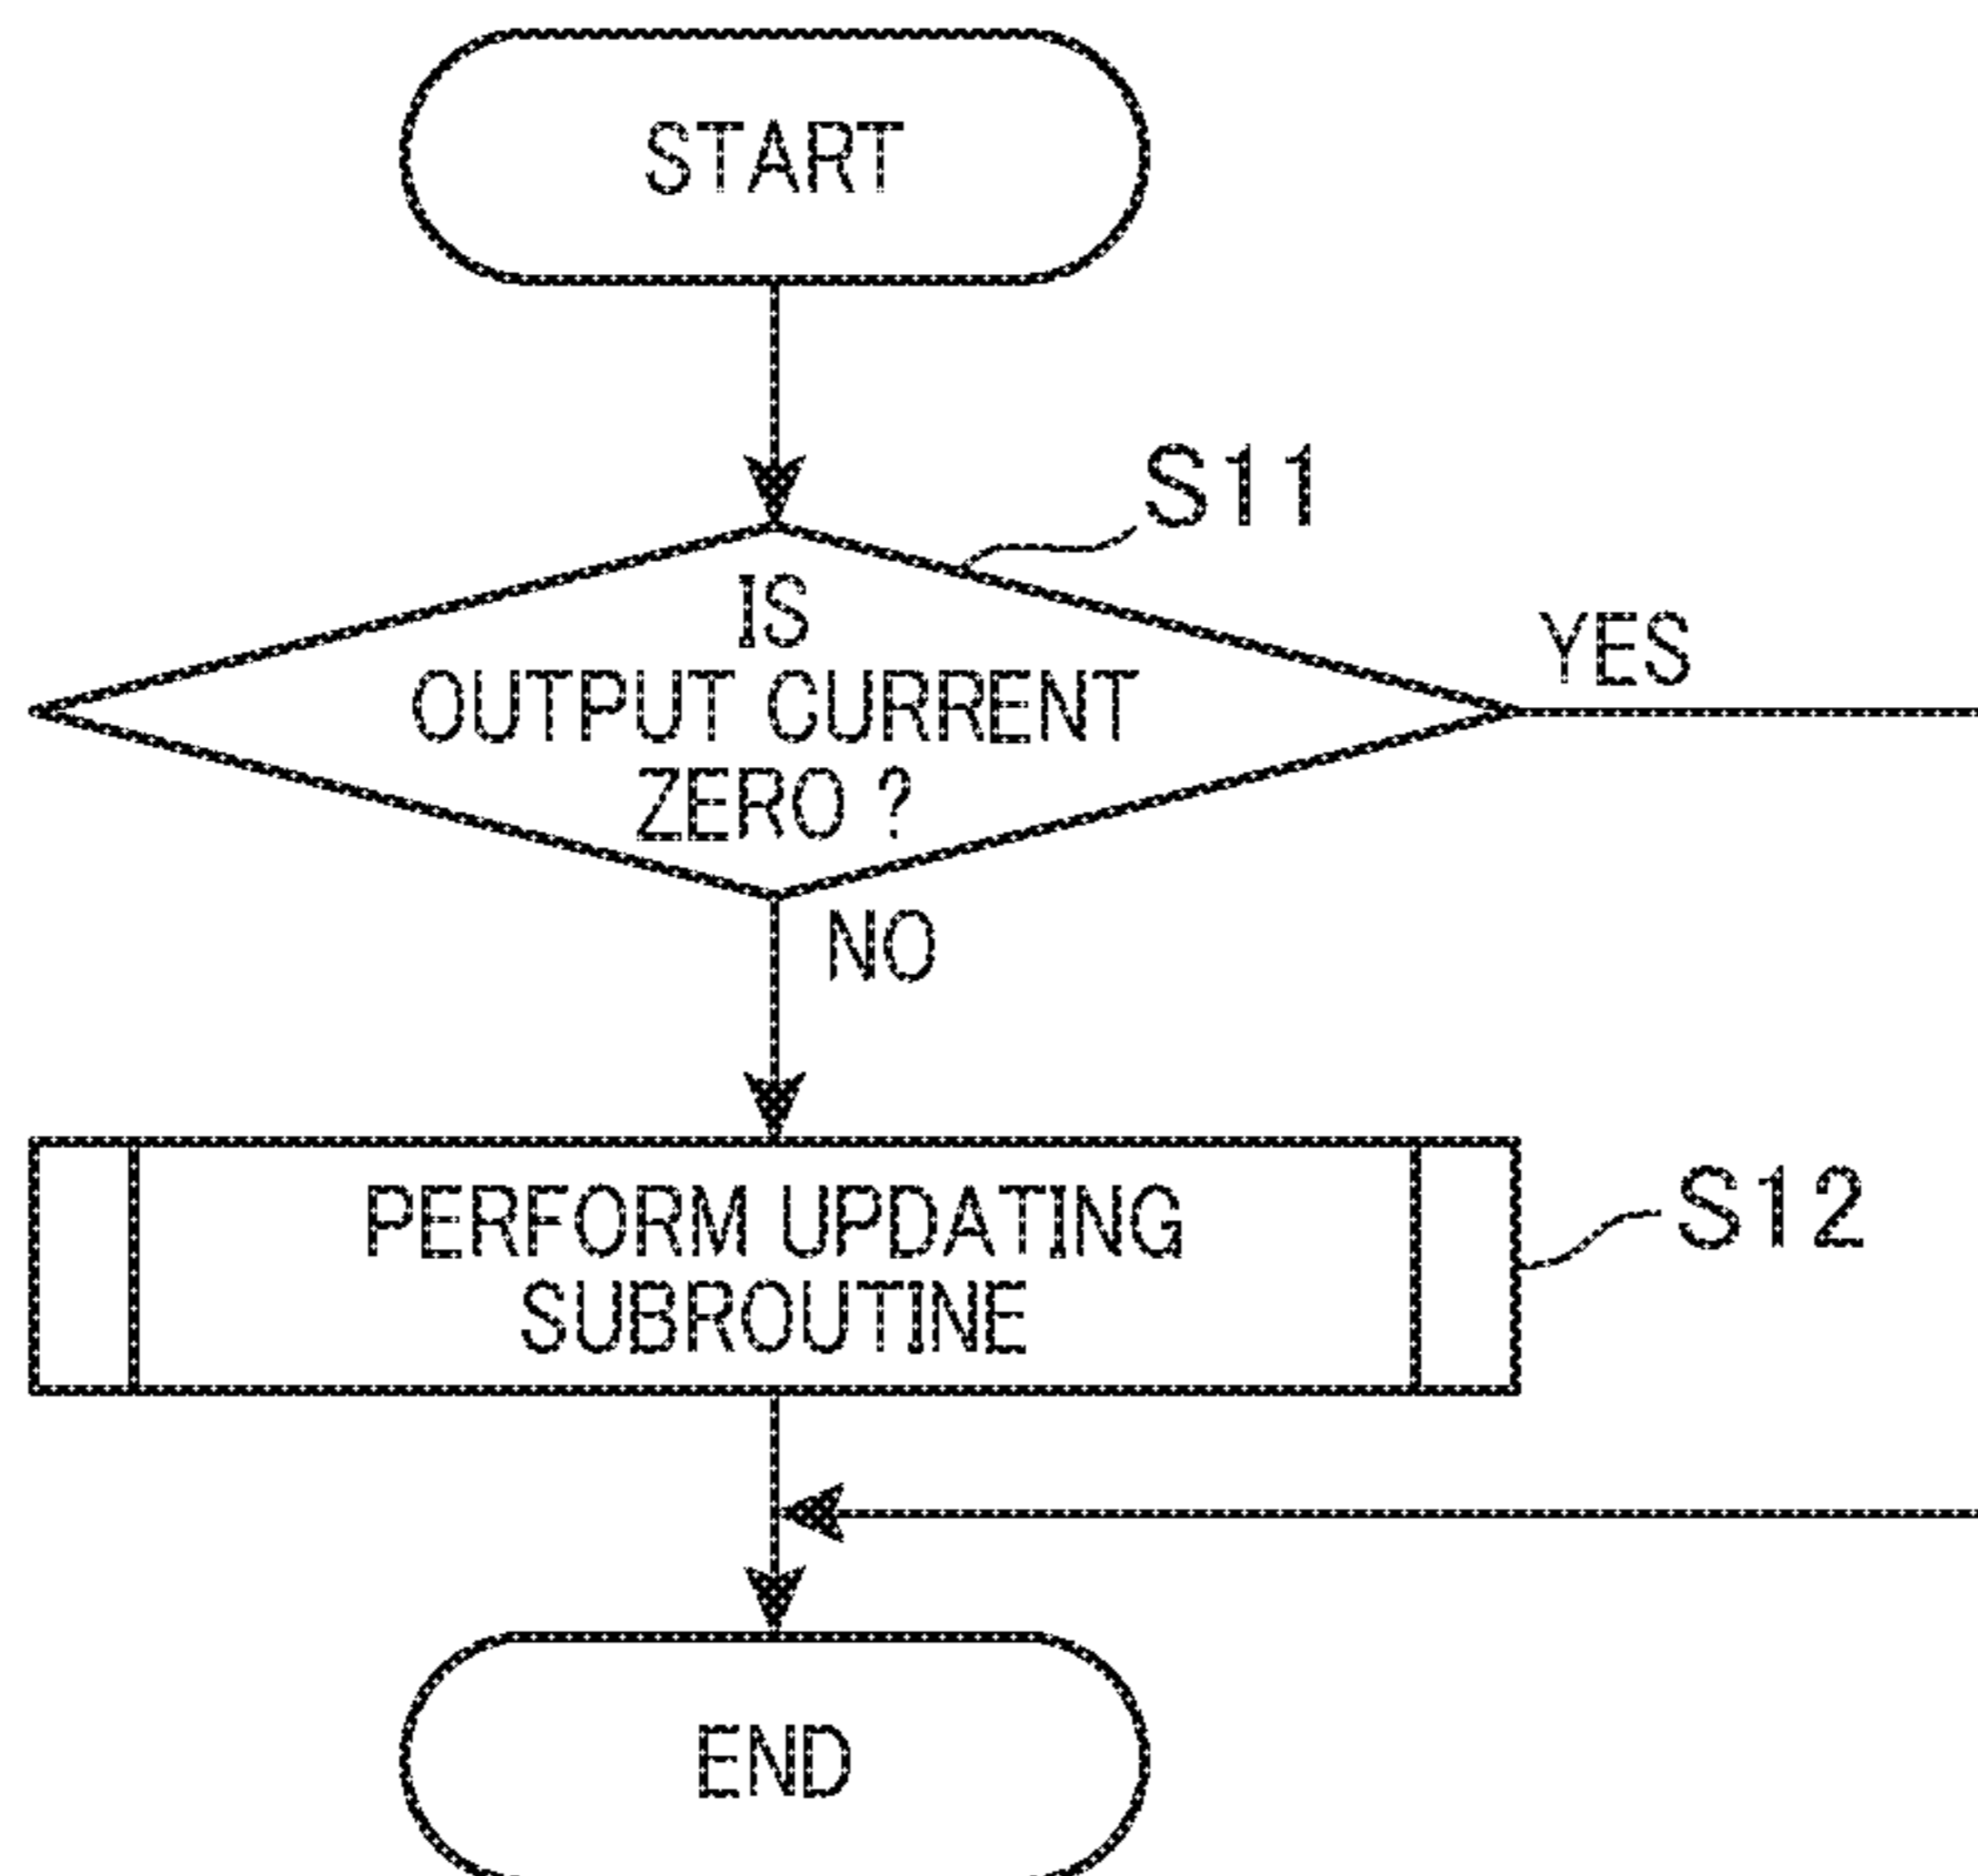 START
S11
IS
OUTPUT CURRENT
ZERO ?
YES
NO
PERFORM UPDATING
SUBROUTINE
S12
END